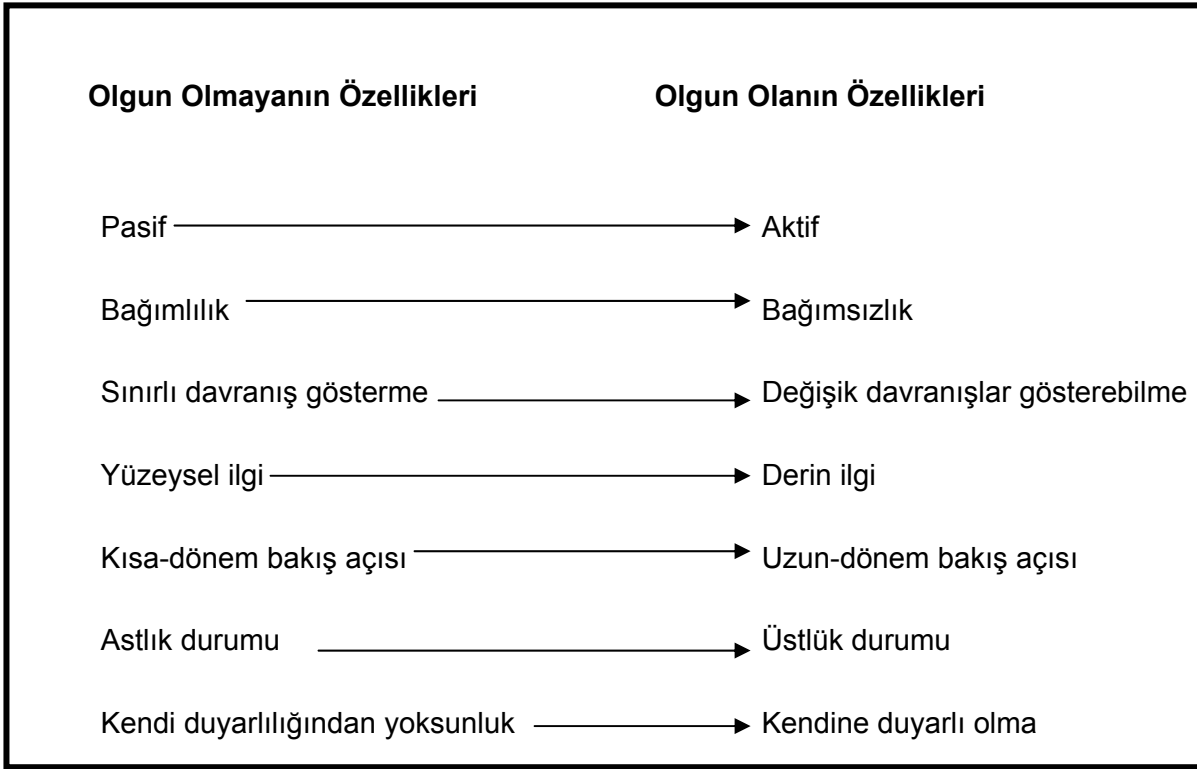 Olgun Olmayanın Özellikleri Olgun Olanın Özellikleri
Pasif Aktif
Bağımlılık Bağımsızlık
Sınırlı davranış gösterme Değişik davranışlar gösterebilme
Yüzeysel ilgi Derin ilgi
Kısa-dönem bakış açısı Uzun-dönem bakış açısı
Astlık durumu Üstlük durumu
Kendi duyarlılığından yoksunluk Kendine duyarlı olma